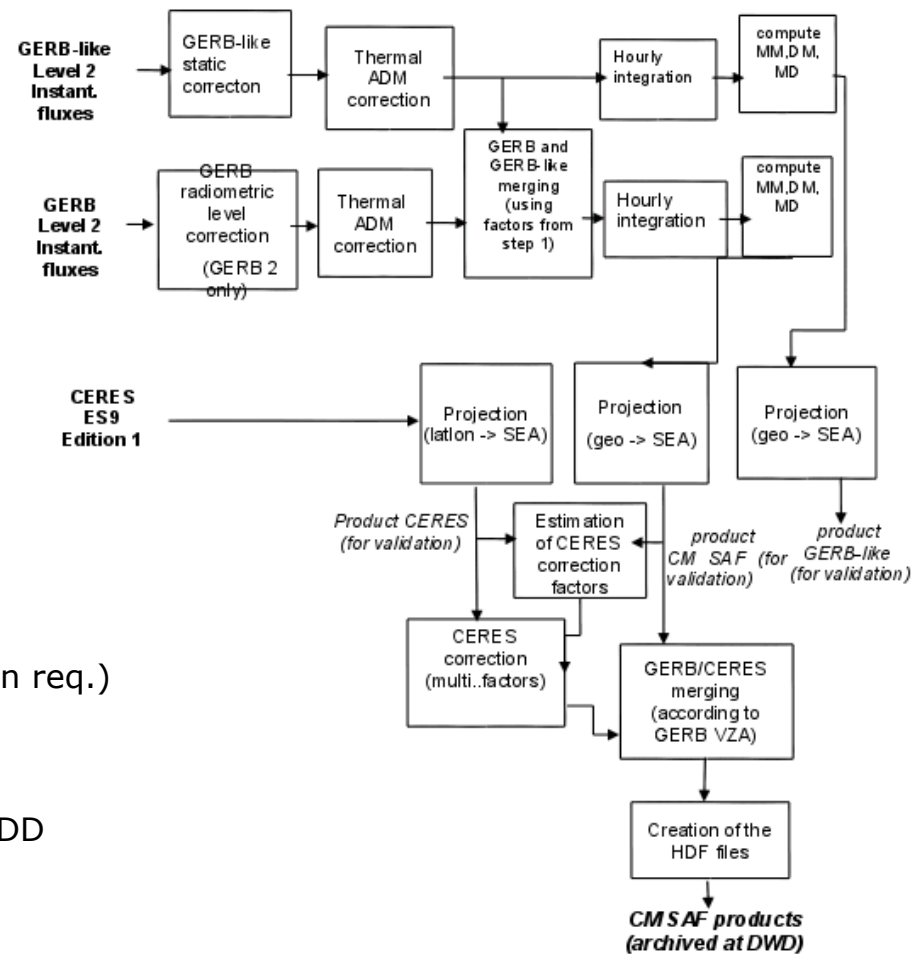 GERB-like
Level 2
Instant.
fluxes
GERB-like
static
correcton
Thermal
ADM
correction
Hourly
integration
compute
MM,DM,
MD
GERB
Level 2
Instant.
fluxes
GERB
radiometric
level
correction
(GERB 2
only)
Thermal
ADM
correction
GERB and
GERB-like
merging
(using
factors from
step 1)
Hourly
integration
compute
MM,DM,
MD
CERES
ES9
Edition 1
Projection
(latlon -> SEA)
Projection
(geo -> SEA)
Projection
(geo -> SEA)
Product CERES
(for validation)
Estimation
of CERES
correction
factors
product
CM SAF (for
validation)
product
GERB-like
(for validation)
CERES
correction
(multi..factors)
GERB/CERES
merging
(according to
GERB VZA)
n req.)
DD
Creation of the
HDF files
CMSAF products
(archived at DWD)